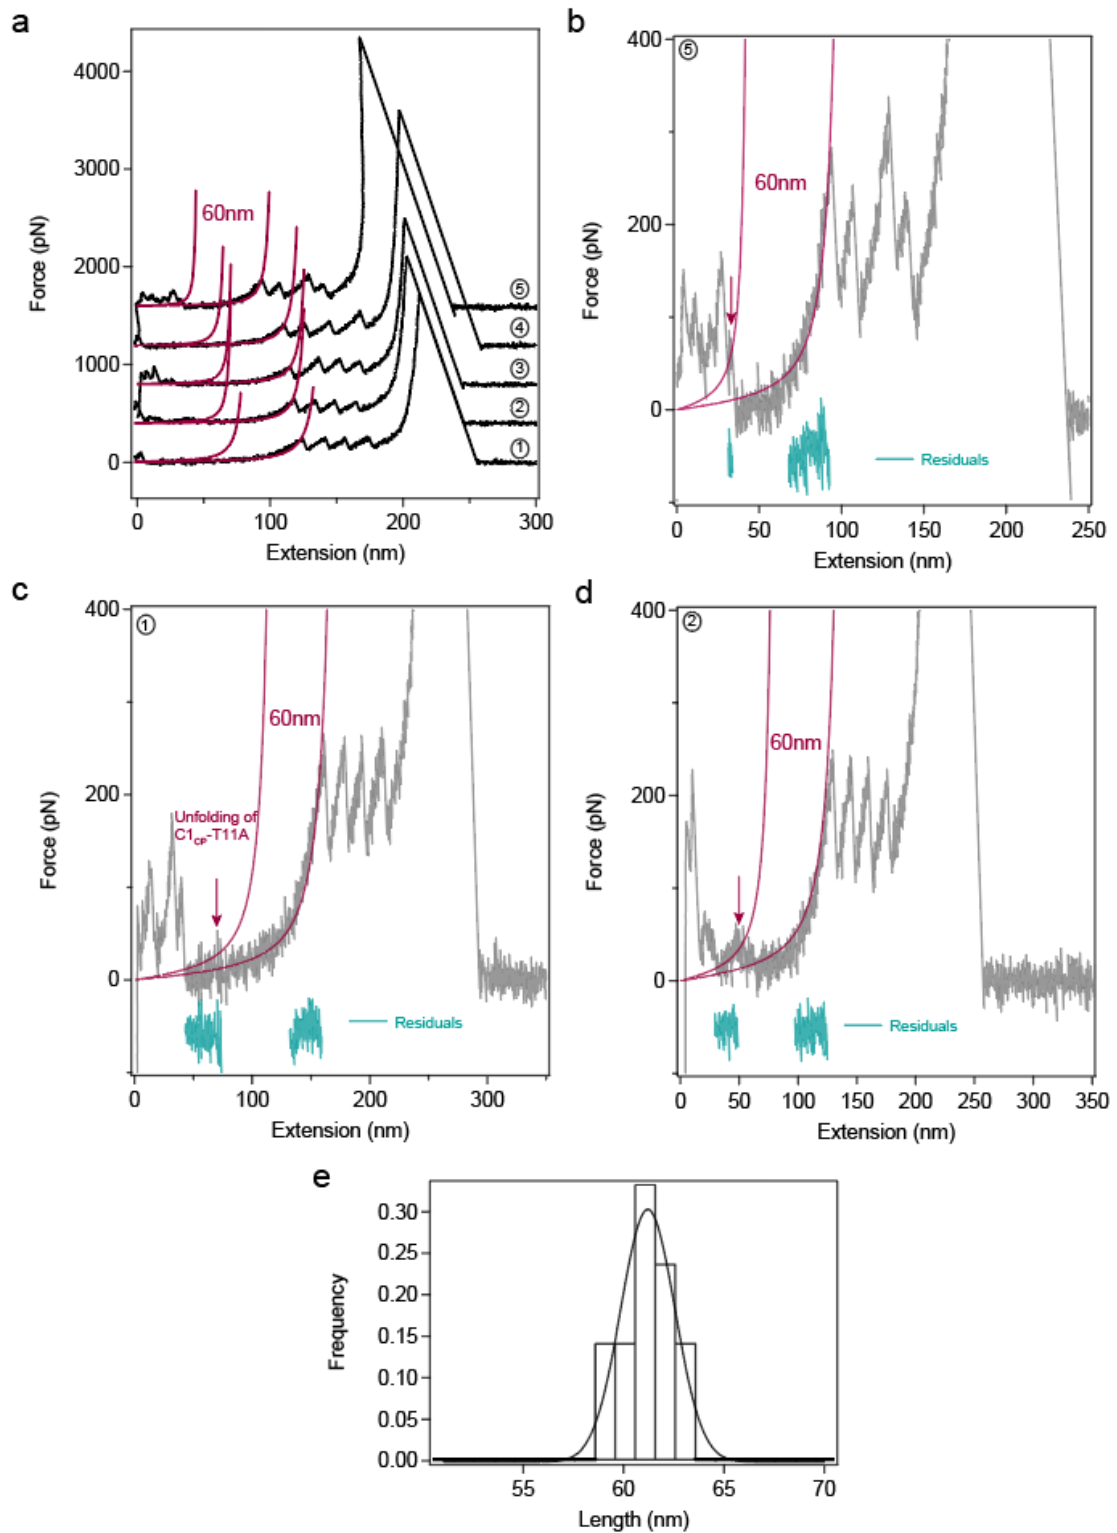 a
Force (pN)
4000
3000
2000
1000
0
60nm
5
4
3
2
1
0
100
200
300
Extension (nm)
b
5
Force (pN)
400
200
0
60nm
Residuals
0
50
100
150
200
250
Extension (nm)
c
1
Force (pN)
400
200
0
60nm
Unfolding of
C1CP-T11A
Residuals
0
100
200
300
Extension (nm)
d
2
Force (pN)
400
200
0
60nm
Residuals
0
50
100
150
200
250
300
350
Extension (nm)
e
Frequency
0.30
0.25
0.20
0.15
0.10
0.05
0.00
55
60
65
70
Length (nm)